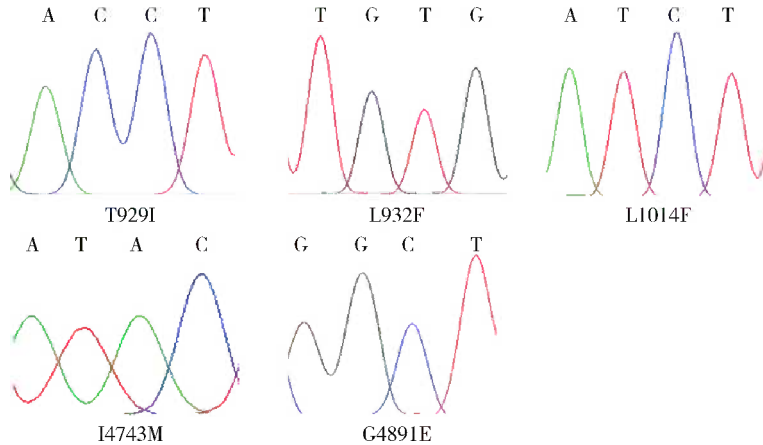 A C C T T G T G A T C T
T929I L932F L1014F
A T A C G G C T
I4743M G4891E